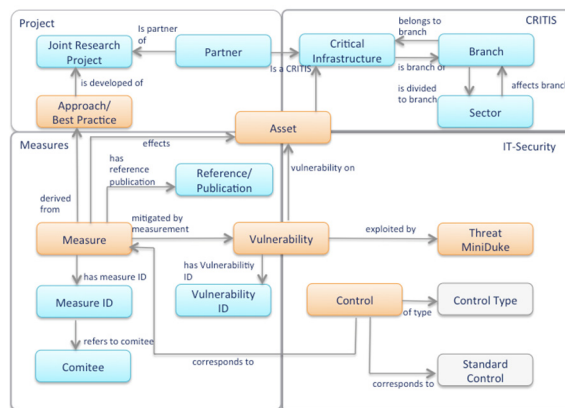 Project
CRITIS
Is partner
of
belongs to
branch
Joint Research
Project
Partner
Critical
Infrastructure
Branch
Is a CRITIS
is branch of
is developed of
is divided
to branch
affects branch
Approach/
Best Practice
Sector
Asset
Measures
effects
IT-Security
has
reference
publication
Reference/
Publication
vulnerability on
derived
from
mitigated by
measurement
Measure
Vulnerability
exploited by
Threat
MiniDuke
has measure ID
has Vulnerability
ID
Measure ID
Vulnerability
ID
Control
of type
Control Type
refers to comitee
Comitee
corresponds to
corresponds to
Standard
Control